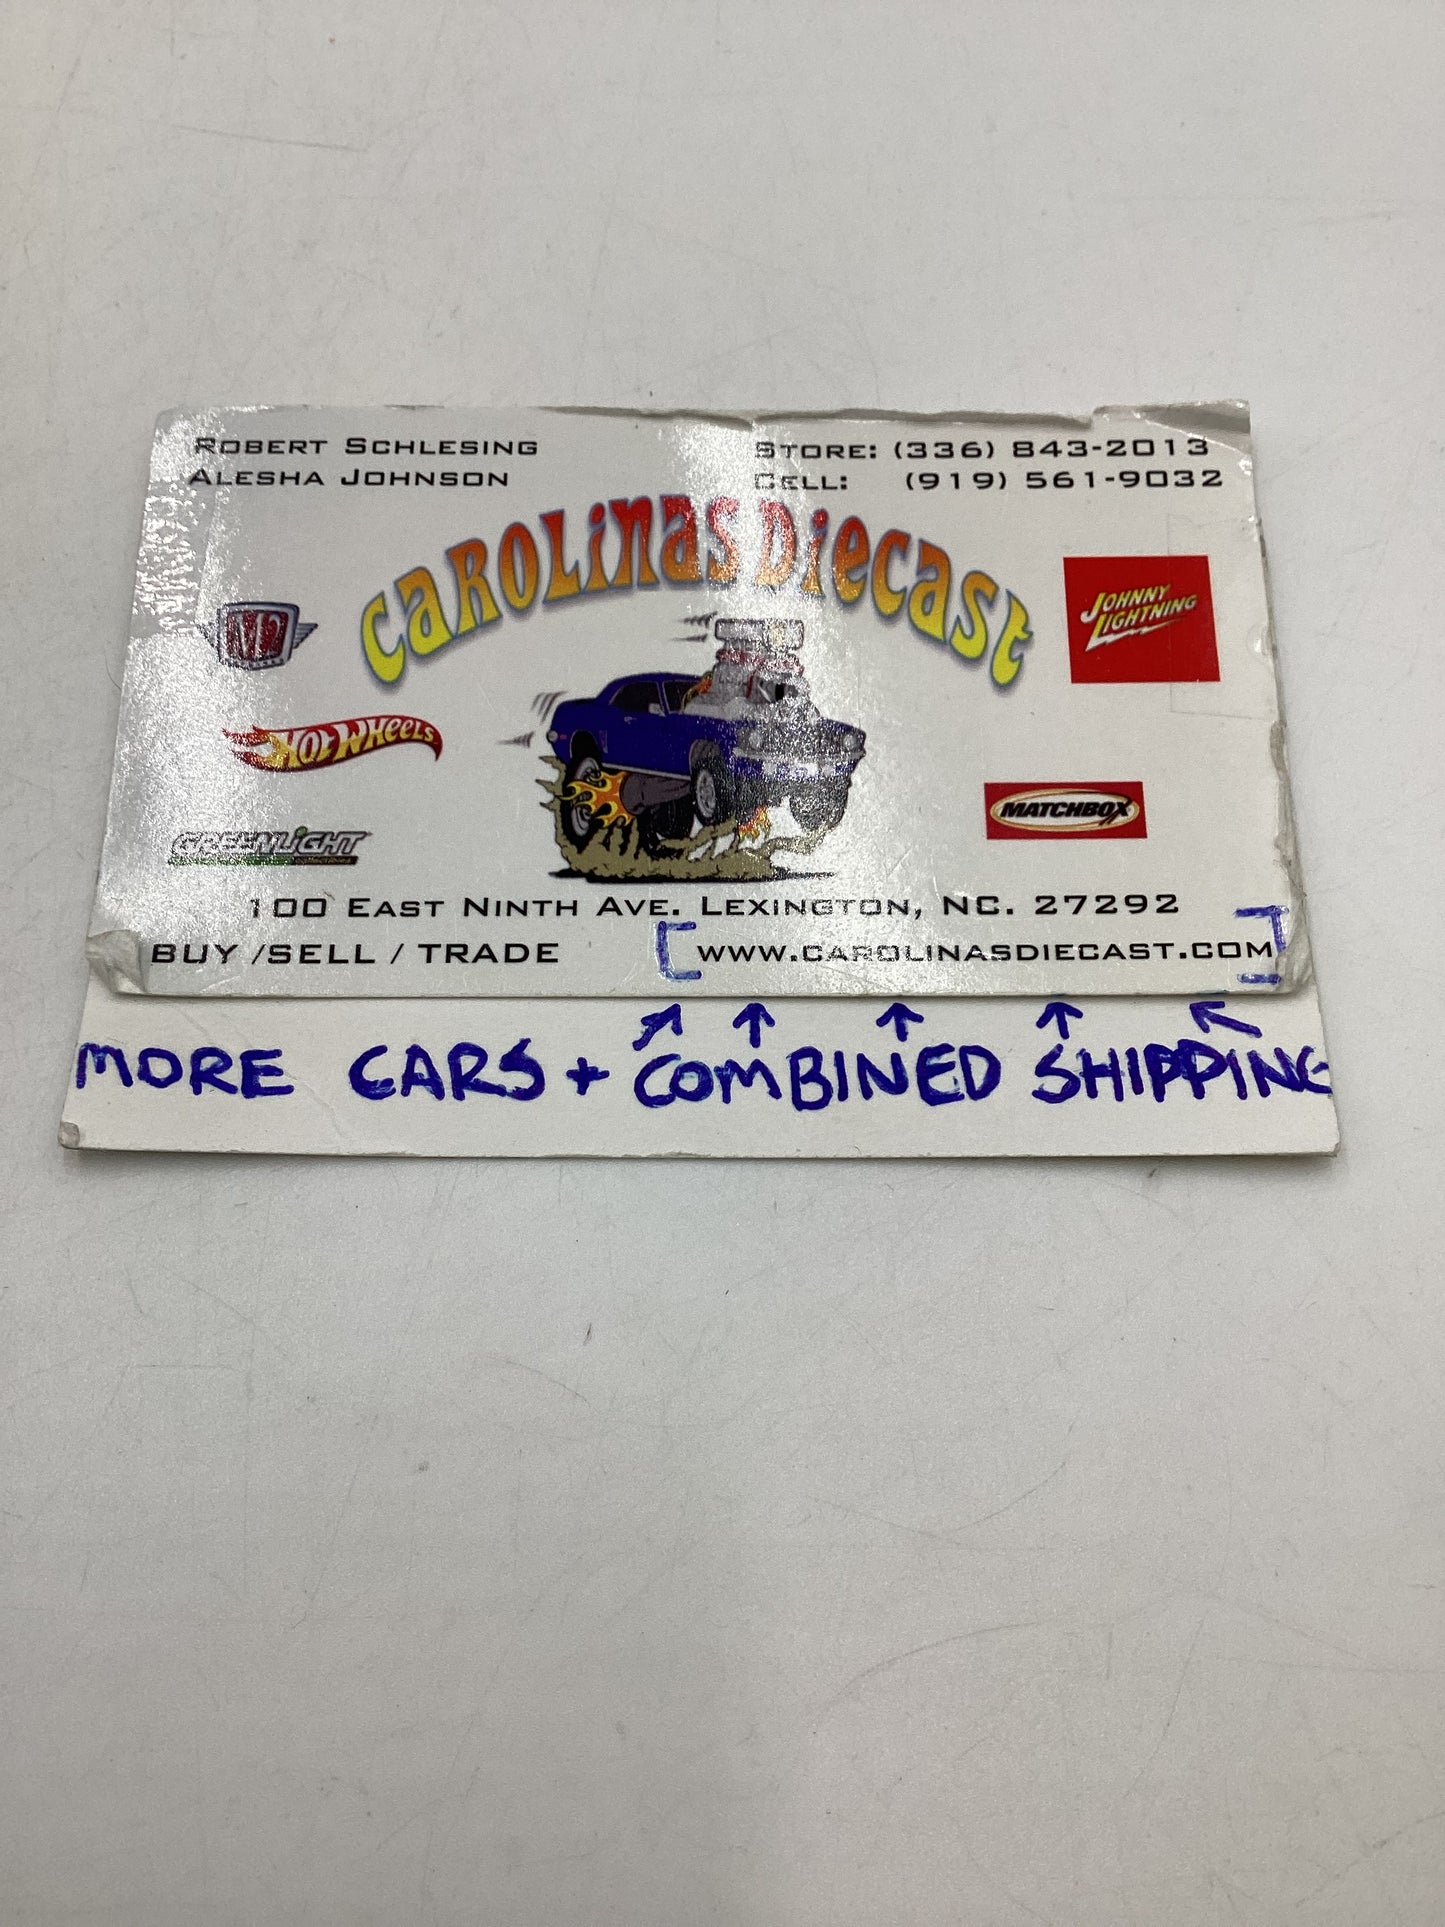 ROBERT SCHLESING
ALESHA JOHNSON
STORE: (336) 843-2013
CELL: (919) 561-9032
CAROLINAS DIECAST
M2
JOHNNY
LIGHTNING
HOT WHEELS
MATCHBOX
GREENLIGHT
100 EAST NINTH AVE. LEXINGTON, NC. 27292
BUY /SELL / TRADE [WWW.CAROLINASDIECAST.COM]
MORE CARS + COMBINED SHIPPING